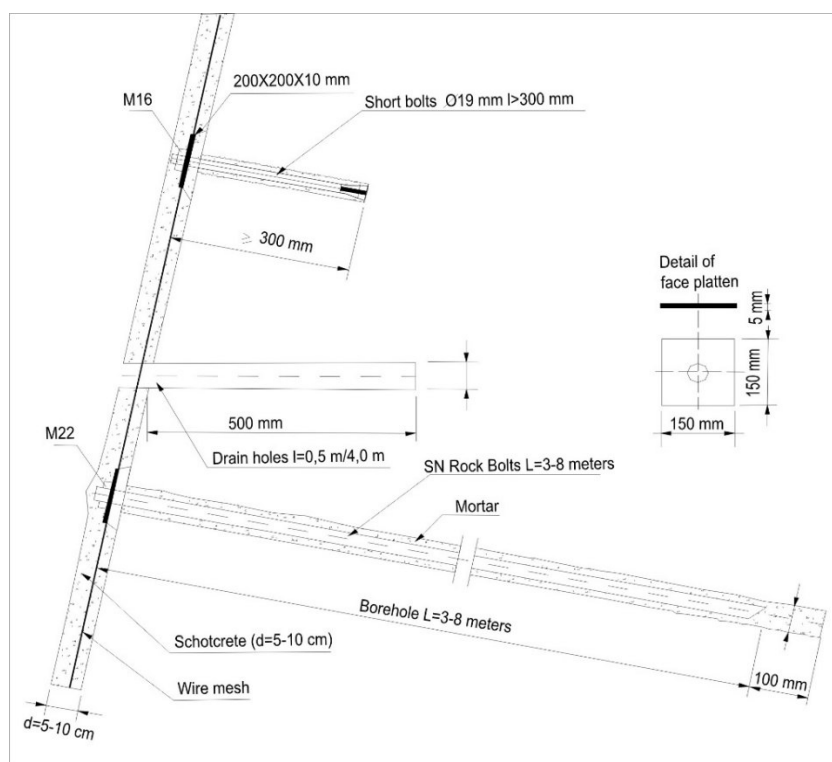 200X200X10 mm
M16
Short bolts O19 mm l>300 mm
≥ 300 mm
Detail of
face platten
5 mm
150 mm
150 mm
500 mm
M22
Drain holes l=0,5 m/4,0 m
SN Rock Bolts L=3-8 meters
Mortar
Borehole L=3-8 meters
Schotcrete (d=5-10 cm)
Wire mesh
100 mm
d=5-10 cm